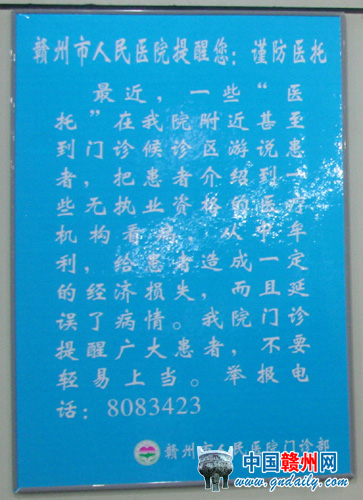 赣州市人民医院提醒您：谨防医托
最近，一些“医
托”在我院附近甚至
到门诊候诊区游说患
者，把患者介绍到一
些无执业资格的医疗
机构看病，从中牟
利，给患者造成一定
的经济损失，而且延
误了病情。我院门诊
提醒广大患者，不要
轻易上当。举报电
话：8083423
赣州市人民医院门诊部
中国赣州网
www.gndaily.com